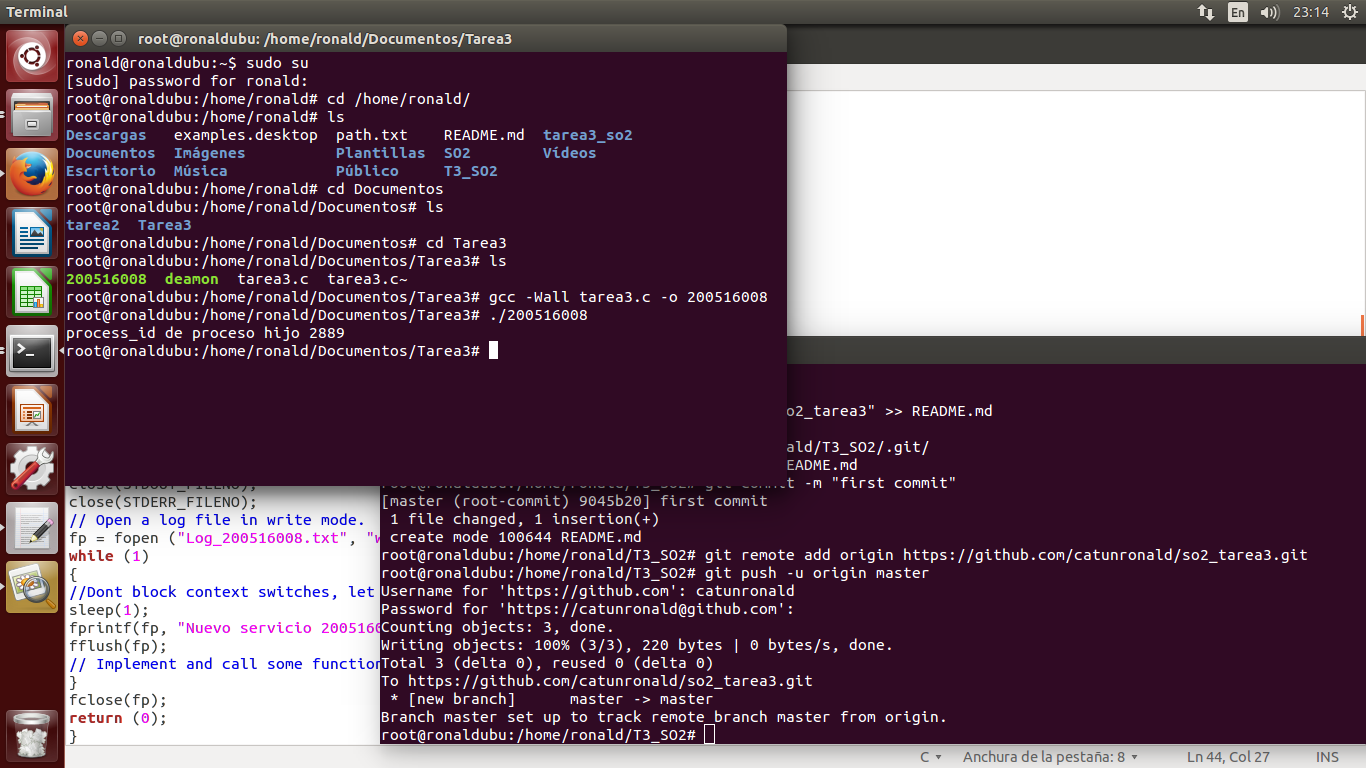 Terminal
En
23:14
root@ronaldubu: /home/ronald/Documentos/Tarea3
ronald@ronaldubu:~$ sudo su
[sudo] password for ronald:
root@ronaldubu:/home/ronald# cd /home/ronald/
root@ronaldubu:/home/ronald# ls
Descargas examples.desktop path.txt README.md tarea3_so2
Documentos Imágenes Plantillas SO2 Vídeos
Escritorio Música Público T3_SO2
root@ronaldubu:/home/ronald# cd Documentos
root@ronaldubu:/home/ronald/Documentos# ls
tarea2 Tarea3
root@ronaldubu:/home/ronald/Documentos# cd Tarea3
root@ronaldubu:/home/ronald/Documentos/Tarea3# ls
200516008 deamon tarea3.c tarea3.c~
root@ronaldubu:/home/ronald/Documentos/Tarea3# gcc -Wall tarea3.c -o 200516008
root@ronaldubu:/home/ronald/Documentos/Tarea3# ./200516008
process_id de proceso hijo 2889
root@ronaldubu:/home/ronald/Documentos/Tarea3#
o2_tarea3" >> README.md
ald/T3_SO2/.git/
EADME.md
root@ronaldubu:/home/ronald/T3_SO2# git commit -m "first commit"
[master (root-commit) 9045b20] first commit
1 file changed, 1 insertion(+)
create mode 100644 README.md
root@ronaldubu:/home/ronald/T3_SO2# git remote add origin https://github.com/catunronald/so2_tarea3.git
root@ronaldubu:/home/ronald/T3_SO2# git push -u origin master
Username for 'https://github.com': catunronald
Password for 'https://catunronald@github.com':
Counting objects: 3, done.
Writing objects: 100% (3/3), 220 bytes | 0 bytes/s, done.
Total 3 (delta 0), reused 0 (delta 0)
To https://github.com/catunronald/so2_tarea3.git
* [new branch] master -> master
Branch master set up to track remote branch master from origin.
root@ronaldubu:/home/ronald/T3_SO2#
close(STDOUT_FILENO);
close(STDERR_FILENO);
// Open a log file in write mode.
fp = fopen ("Log_200516008.txt", "w
while (1)
{
//Dont block context switches, let
sleep(1);
fprintf(fp, "Nuevo servicio 2005160
fflush(fp);
// Implement and call some function
}
fclose(fp);
return (0);
}
C
Anchura de la pestaña: 8
Ln 44, Col 27
INS